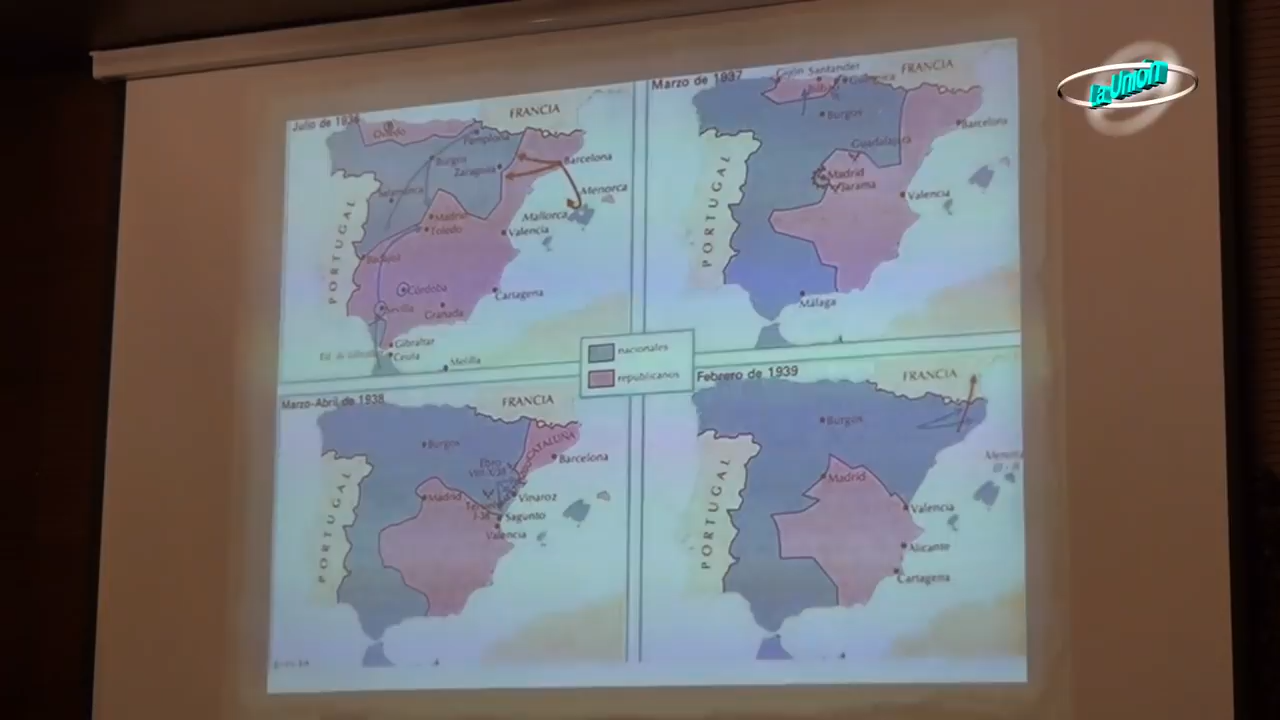 La Unión
Julio de 1936
FRANCIA
Oviedo
Pamplona
Burgos
Zaragoza
Barcelona
Salamanca
Menorca
Mallorca
Madrid
Toledo
Valencia
PORTUGAL
Badajoz
Córdoba
Cartagena
Sevilla
Granada
Gibraltar
Ceuta
Melilla
Marzo de 1937
Gijón Santander
FRANCIA
Burgos
Barcelona
Guadalajara
Madrid
Jarama
Valencia
PORTUGAL
Málaga
nacionales
republicanos
Marzo-Abril de 1938
FRANCIA
Burgos
CATALUÑA
Barcelona
Ebro
Madrid
Vinaroz
Sagunto
Valencia
PORTUGAL
Febrero de 1939
FRANCIA
Burgos
Madrid
Valencia
PORTUGAL
Alicante
Cartagena